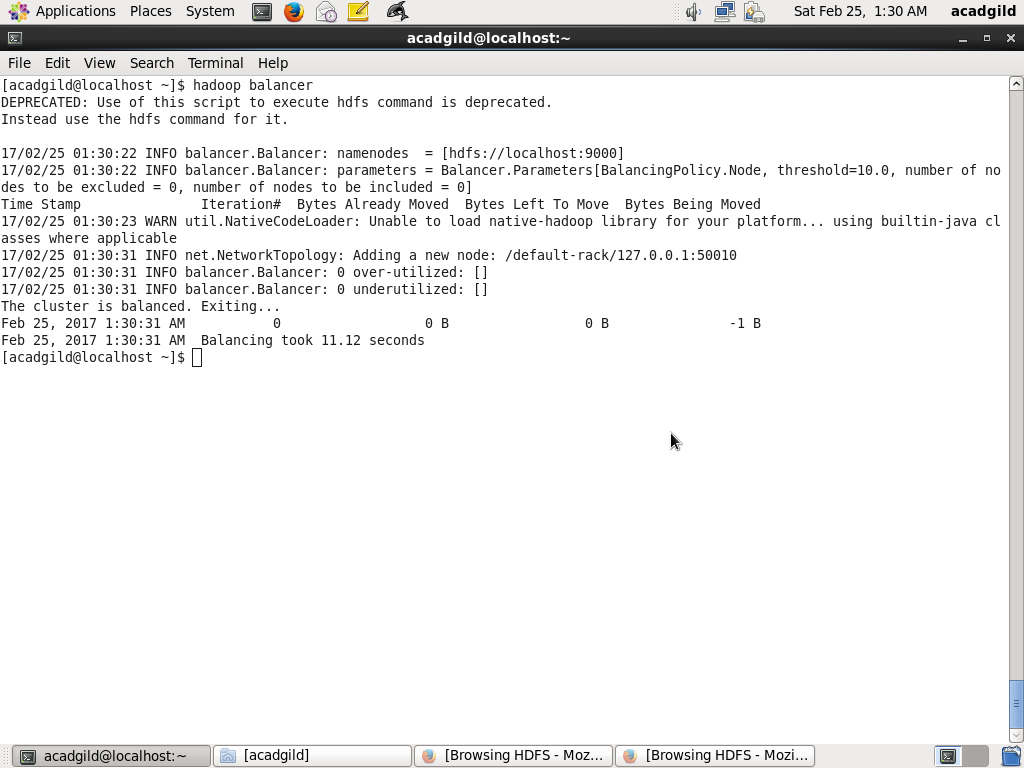 Applications Places System Sat Feb 25, 1:30 AM acadgild
acadgild@localhost:~
File Edit View Search Terminal Help
[acadgild@localhost ~]$ hadoop balancer
DEPRECATED: Use of this script to execute hdfs command is deprecated.
Instead use the hdfs command for it.
17/02/25 01:30:22 INFO balancer.Balancer: namenodes  = [hdfs://localhost:9000]
17/02/25 01:30:22 INFO balancer.Balancer: parameters = Balancer.Parameters[BalancingPolicy.Node, threshold=10.0, number of no
des to be excluded = 0, number of nodes to be included = 0]
Time Stamp               Iteration#  Bytes Already Moved  Bytes Left To Move  Bytes Being Moved
17/02/25 01:30:23 WARN util.NativeCodeLoader: Unable to load native-hadoop library for your platform... using builtin-java cl
asses where applicable
17/02/25 01:30:31 INFO net.NetworkTopology: Adding a new node: /default-rack/127.0.0.1:50010
17/02/25 01:30:31 INFO balancer.Balancer: 0 over-utilized: []
17/02/25 01:30:31 INFO balancer.Balancer: 0 underutilized: []
The cluster is balanced. Exiting...
Feb 25, 2017 1:30:31 AM           0                  0 B                 0 B               -1 B
Feb 25, 2017 1:30:31 AM  Balancing took 11.12 seconds
[acadgild@localhost ~]$
acadgild@localhost:~ [acadgild] [Browsing HDFS - Moz... [Browsing HDFS - Mozi...